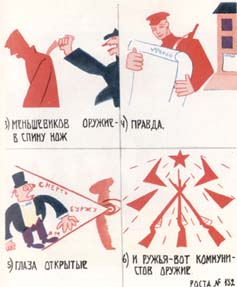 3) МЕНЬШЕВИКОВ ОРУЖИЕ-
В СПИНУ НОЖ
4) ПРАВДА,
СМЕРТЬ
БУРЖУ
5) ГЛАЗА ОТКРЫТЫЕ
6) И РУЖЬЯ-ВОТ КОММУНИ-
СТОВ ОРУЖИЕ
РОСТА № 132